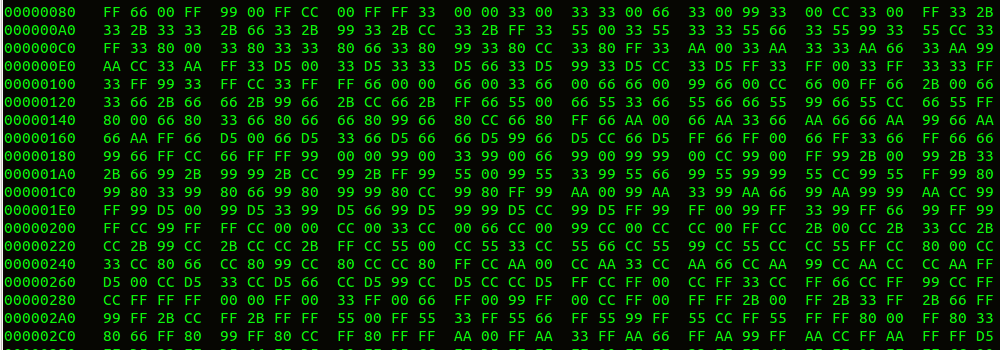 00000080 FF 66 00 FF 99 00 FF CC 00 FF FF 33 00 00 33 00 33 33 00 66 33 00 99 33 00 CC 33 00 FF 33 2B
000000A0 33 2B 33 33 2B 66 33 2B 99 33 2B CC 33 2B FF 33 55 00 33 55 33 33 55 66 33 55 99 33 55 CC 33
000000C0 FF 33 80 00 33 80 33 33 80 66 33 80 99 33 80 CC 33 80 FF 33 AA 00 33 AA 33 33 AA 66 33 AA 99
000000E0 AA CC 33 AA FF 33 D5 00 33 D5 33 33 D5 66 33 D5 99 33 D5 CC 33 D5 FF 33 FF 00 33 FF 33 33 FF
00000100 33 FF 99 33 FF CC 33 FF FF 66 00 00 66 00 33 66 00 66 66 00 99 66 00 CC 66 00 FF 66 2B 00 66
00000120 33 66 2B 66 66 2B 99 66 2B CC 66 2B FF 66 55 00 66 55 33 66 55 66 66 55 99 66 55 CC 66 55 FF
00000140 80 00 66 80 33 66 80 66 66 80 99 66 80 CC 66 80 FF 66 AA 00 66 AA 33 66 AA 66 66 AA 99 66 AA
00000160 66 AA FF 66 D5 00 66 D5 33 66 D5 66 66 D5 99 66 D5 CC 66 D5 FF 66 FF 00 66 FF 33 66 FF 66 66
00000180 99 66 FF CC 66 FF FF 99 00 00 99 00 33 99 00 66 99 00 99 99 00 CC 99 00 FF 99 2B 00 99 2B 33
000001A0 2B 66 99 2B 99 99 2B CC 99 2B FF 99 55 00 99 55 33 99 55 66 99 55 99 99 55 CC 99 55 FF 99 80
000001C0 99 80 33 99 80 66 99 80 99 99 80 CC 99 80 FF 99 AA 00 99 AA 33 99 AA 66 99 AA 99 99 AA CC 99
000001E0 FF 99 D5 00 99 D5 33 99 D5 66 99 D5 99 99 D5 CC 99 D5 FF 99 FF 00 99 FF 33 99 FF 66 99 FF 99
00000200 FF CC 99 FF FF CC 00 00 CC 00 33 CC 00 66 CC 00 99 CC 00 CC CC 00 FF CC 2B 00 CC 2B 33 CC 2B
00000220 CC 2B 99 CC 2B CC CC 2B FF CC 55 00 CC 55 33 CC 55 66 CC 55 99 CC 55 CC CC 55 FF CC 80 00 CC
00000240 33 CC 80 66 CC 80 99 CC 80 CC CC 80 FF CC AA 00 CC AA 33 CC AA 66 CC AA 99 CC AA CC CC AA FF
00000260 D5 00 CC D5 33 CC D5 66 CC D5 99 CC D5 CC CC D5 FF CC FF 00 CC FF 33 CC FF 66 CC FF 99 CC FF
00000280 CC FF FF FF 00 00 FF 00 33 FF 00 66 FF 00 99 FF 00 CC FF 00 FF FF 2B 00 FF 2B 33 FF 2B 66 FF
000002A0 99 FF 2B CC FF 2B FF FF 55 00 FF 55 33 FF 55 66 FF 55 99 FF 55 CC FF 55 FF FF 80 00 FF 80 33
000002C0 80 66 FF 80 99 FF 80 CC FF 80 FF FF AA 00 FF AA 33 FF AA 66 FF AA 99 FF AA CC FF AA FF FF D5